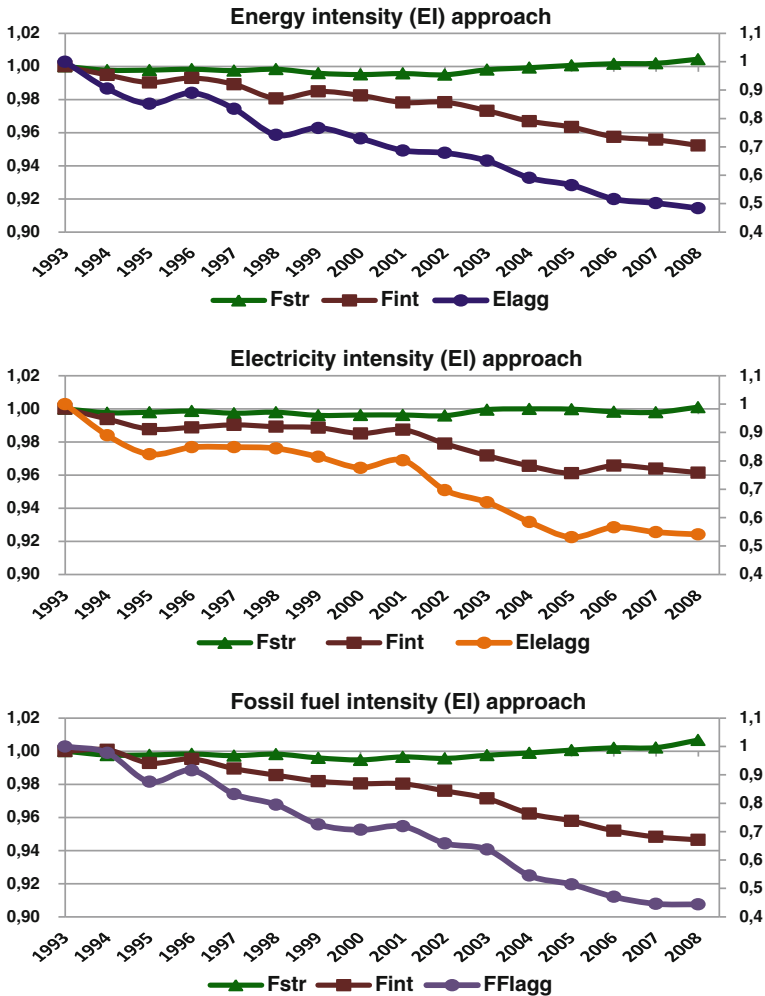 Energy intensity (EI) approach
1,02 1,1
1,00 1
0,98 0,9
0,96 0,8
0,94 0,7
0,92 0,6
0,90 0,5
0,4
1993 1994 1995 1996 1997 1998 1999 2000 2001 2002 2003 2004 2005 2006 2007 2008
Fstr Fint EIagg
Electricity intensity (EI) approach
1,02 1,1
1,00 1
0,98 0,9
0,96 0,8
0,94 0,7
0,92 0,6
0,90 0,5
0,4
1993 1994 1995 1996 1997 1998 1999 2000 2001 2002 2003 2004 2005 2006 2007 2008
Fstr Fint EleIagg
Fossil fuel intensity (EI) approach
1,02 1,1
1,00 1
0,98 0,9
0,96 0,8
0,94 0,7
0,92 0,6
0,90 0,5
0,4
1993 1994 1995 1996 1997 1998 1999 2000 2001 2002 2003 2004 2005 2006 2007 2008
Fstr Fint FFIagg